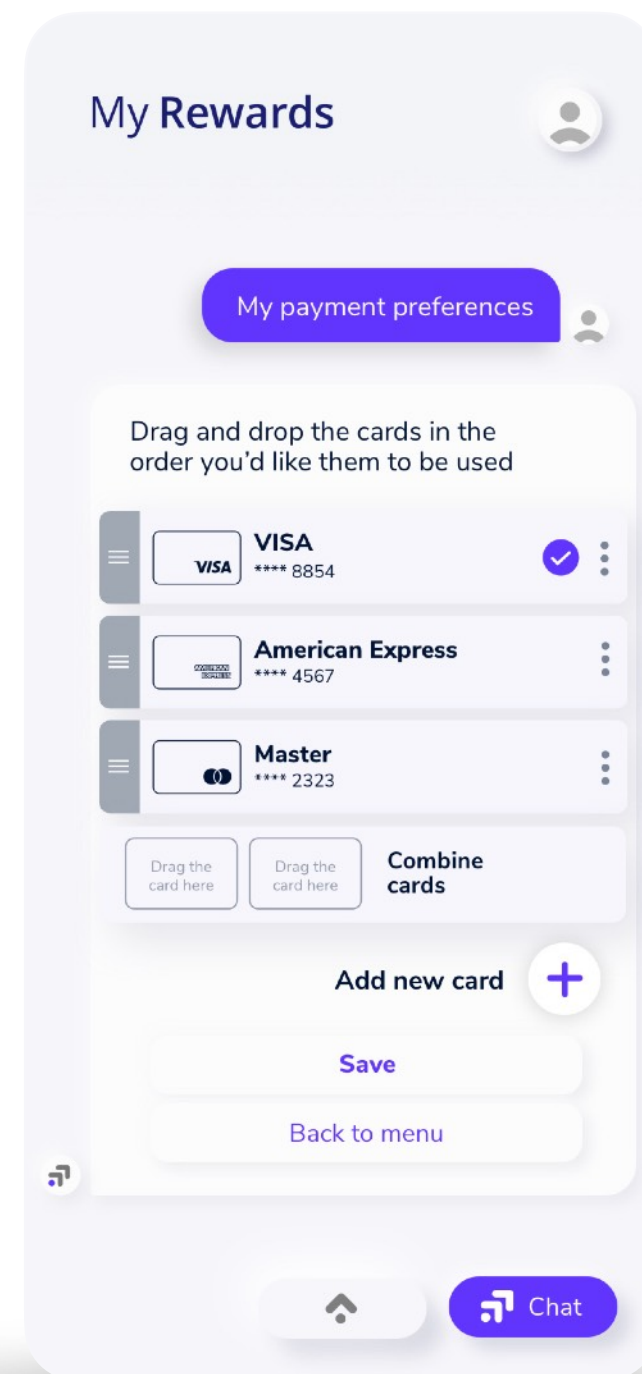 My Rewards
My payment preferences
Drag and drop the cards in the
order you’d like them to be used
VISA
VISA
**** 8854
AMERICAN
EXPRESS
American Express
**** 4567
Master
**** 2323
Drag the
card here
Drag the
card here
Combine
cards
Add new card
Save
Back to menu
Chat